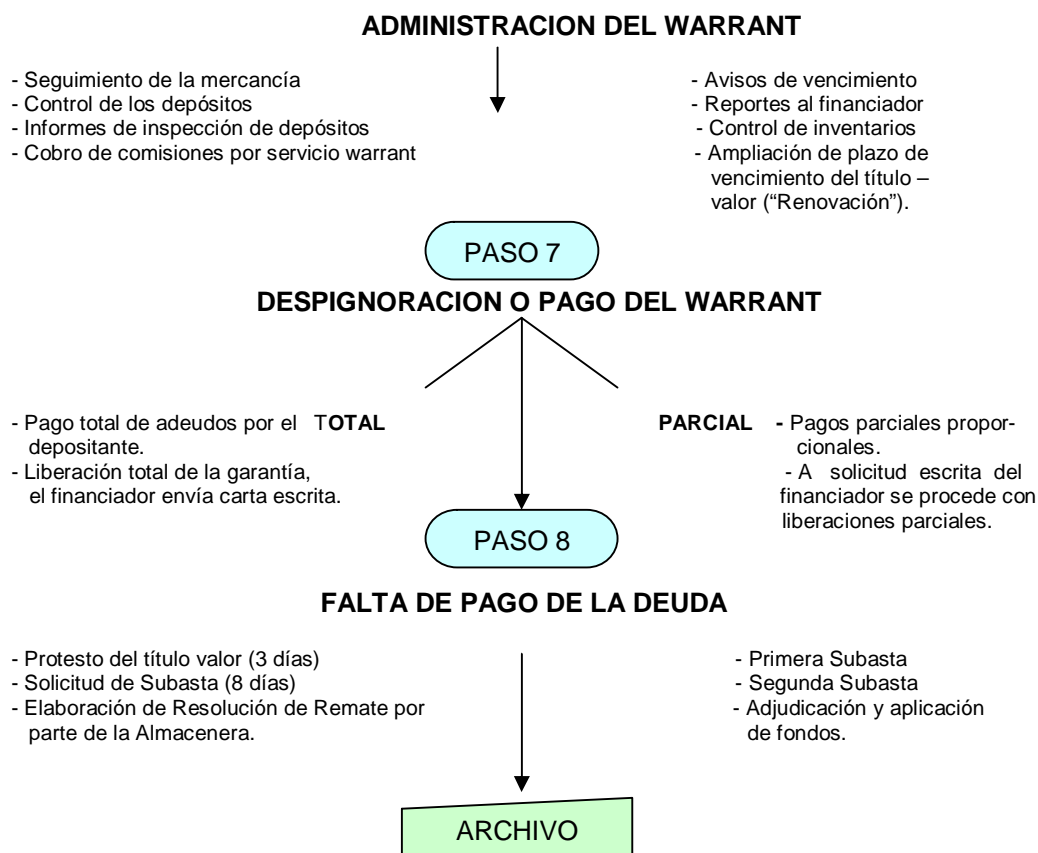 ADMINISTRACION DEL WARRANT
- Seguimiento de la mercancía
- Control de los depósitos
- Informes de inspección de depósitos
- Cobro de comisiones por servicio warrant
- Avisos de vencimiento
- Reportes al financiador
- Control de inventarios
- Ampliación de plazo de
vencimiento del título –
valor (“Renovación”).
PASO 7
DESPIGNORACION O PAGO DEL WARRANT
- Pago total de adeudos por el TOTAL
depositante.
- Liberación total de la garantía,
el financiador envía carta escrita.
PARCIAL - Pagos parciales propor-
cionales.
- A solicitud escrita del
financiador se procede con
liberaciones parciales.
PASO 8
FALTA DE PAGO DE LA DEUDA
- Protesto del título valor (3 días)
- Solicitud de Subasta (8 días)
- Elaboración de Resolución de Remate por
parte de la Almacenera.
- Primera Subasta
- Segunda Subasta
- Adjudicación y aplicación
de fondos.
ARCHIVO